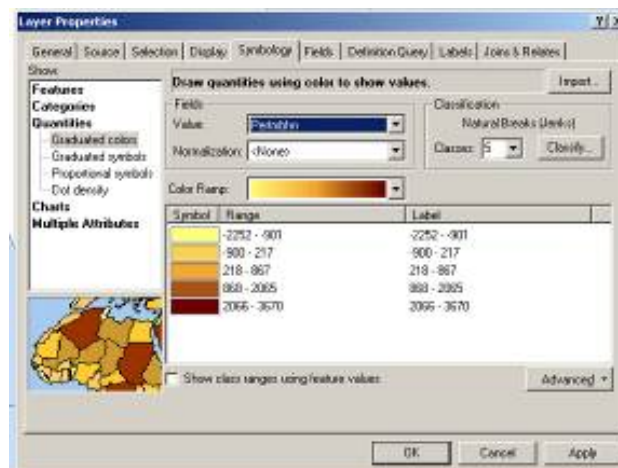 Layer Properties
General Source Selection Display Symbology Fields Definition Query Labels Joins & Relates
Show:
Features
Categories
Quantities
Graduated colors
Graduated symbols
Proportional symbols
Dot density
Charts
Multiple Attributes
Draw quantities using color to show values.
Import...
Fields
Value:
Normalization: <None>
Classification
Natural Breaks (Jenks)
Classes: 5 Classify...
Color Ramp:
Symbol Range Label
-2252 - -901 -2252 - -901
-900 - 217 -900 - 217
218 - 867 218 - 867
868 - 2065 868 - 2065
2066 - 3670 2066 - 3670
Show class ranges using feature values
Advanced
OK Cancel Apply